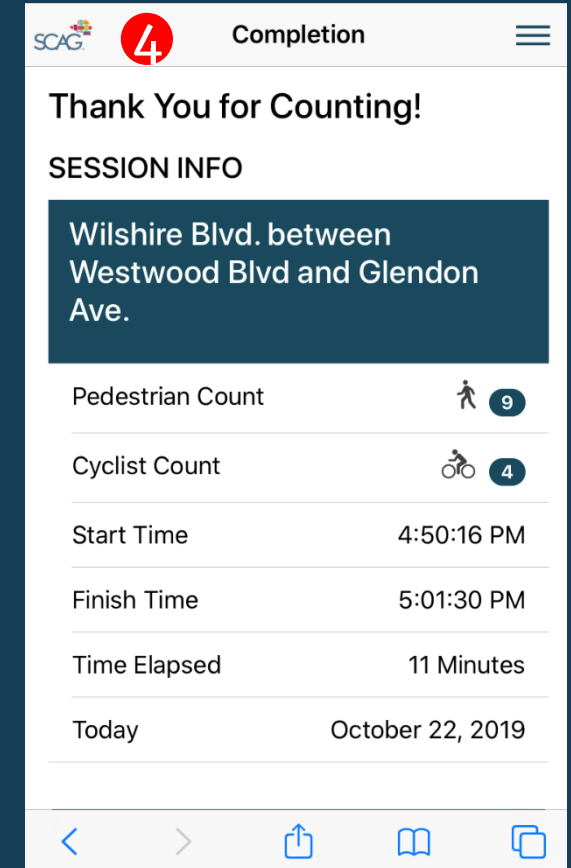 SCAG
4
Completion
Thank You for Counting!
SESSION INFO
Wilshire Blvd. between
Westwood Blvd and Glendon
Ave.
Pedestrian Count 9
Cyclist Count 4
Start Time 4:50:16 PM
Finish Time 5:01:30 PM
Time Elapsed 11 Minutes
Today October 22, 2019